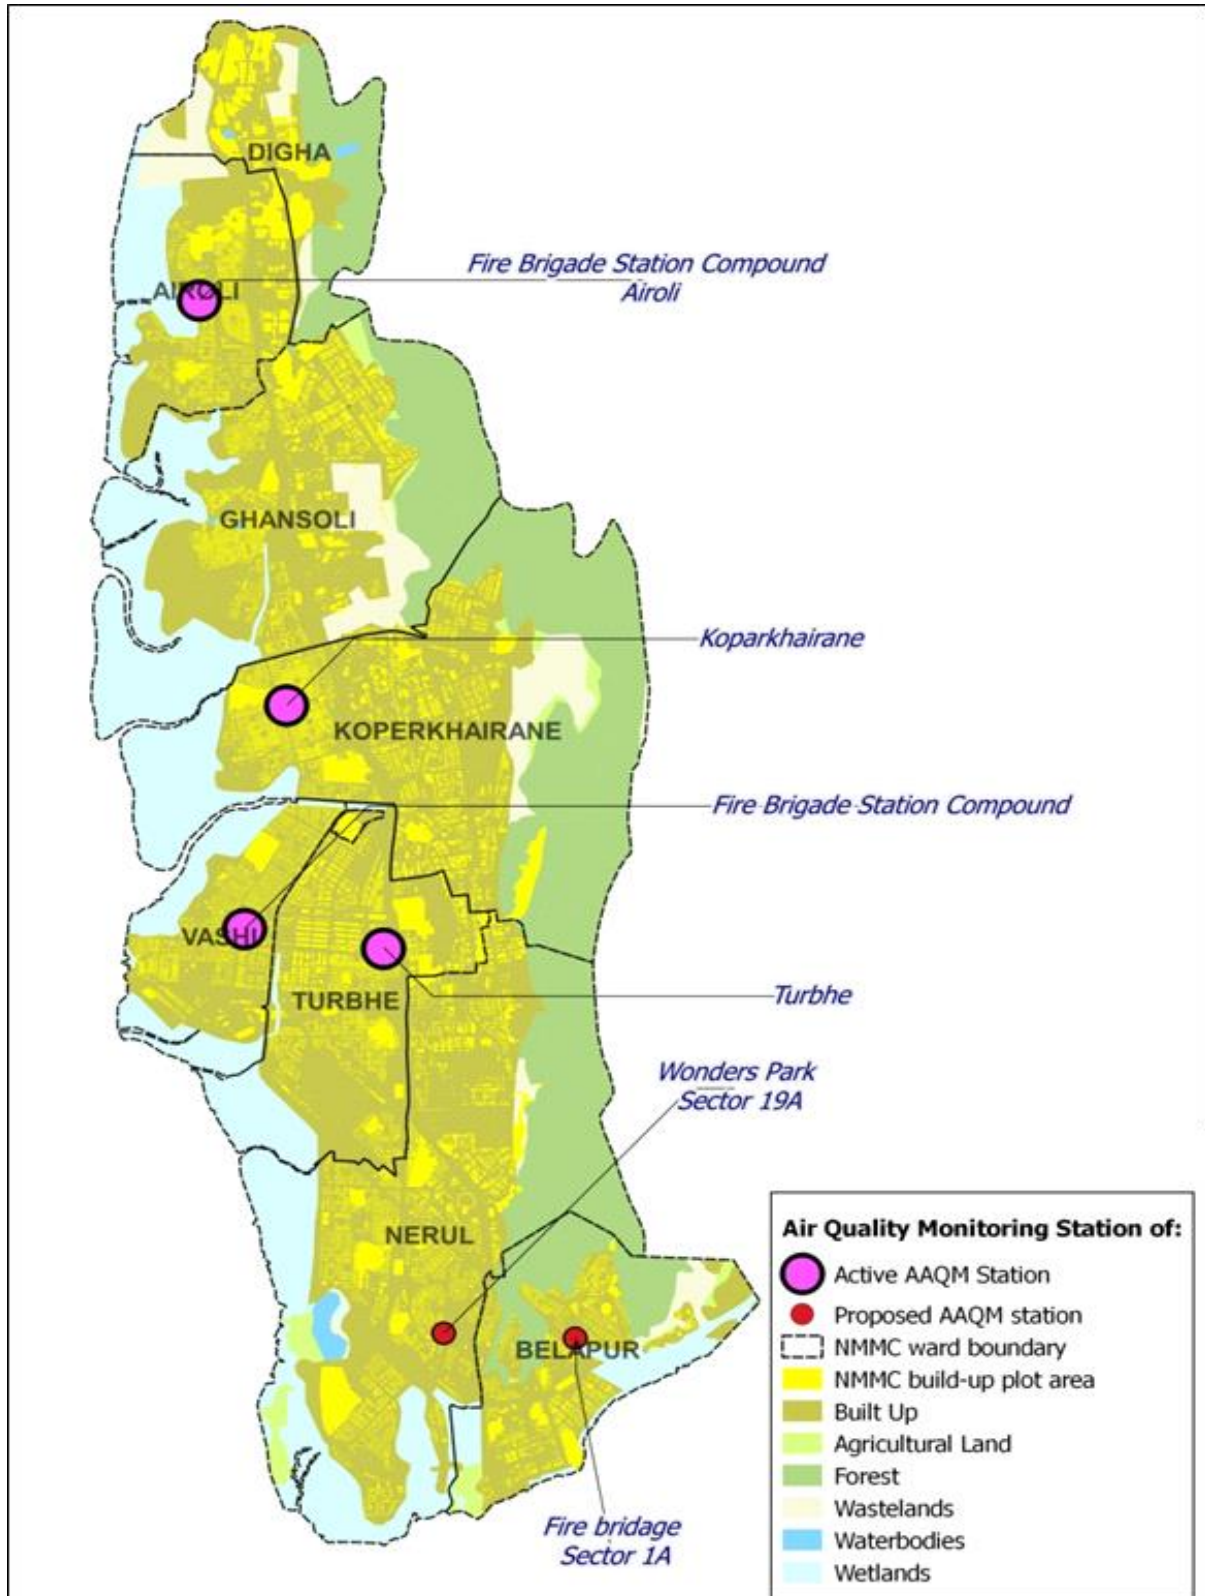 DIGHA
Fire Brigade Station Compound
Airoli
AIROLI
GHANSOLI
Koparkhairane
KOPERKHAIRANE
Fire Brigade Station Compound
VASHI
TURBHE
Turbhe
Wonders Park
Sector 19A
NERUL
BELAPUR
Fire bridage
Sector 1A
Air Quality Monitoring Station of:
Active AAQM Station
Proposed AAQM station
NMMC ward boundary
NMMC build-up plot area
Built Up
Agricultural Land
Forest
Wastelands
Waterbodies
Wetlands